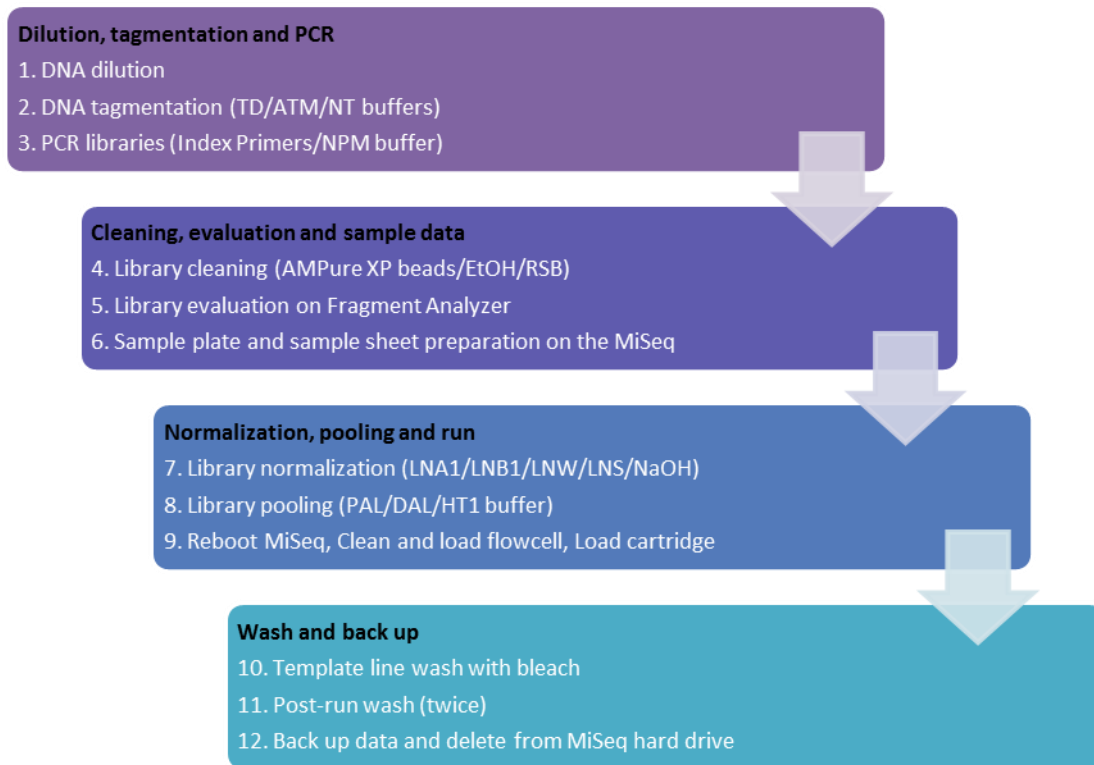 Dilution, tagmentation and PCR
1. DNA dilution
2. DNA tagmentation (TD/ATM/NT buffers)
3. PCR libraries (Index Primers/NPM buffer)
Cleaning, evaluation and sample data
4. Library cleaning (AMPure XP beads/EtOH/RSB)
5. Library evaluation on Fragment Analyzer
6. Sample plate and sample sheet preparation on the MiSeq
Normalization, pooling and run
7. Library normalization (LNA1/LNB1/LNW/LNS/NaOH)
8. Library pooling (PAL/DAL/HT1 buffer)
9. Reboot MiSeq, Clean and load flowcell, Load cartridge
Wash and back up
10. Template line wash with bleach
11. Post-run wash (twice)
12. Back up data and delete from MiSeq hard drive